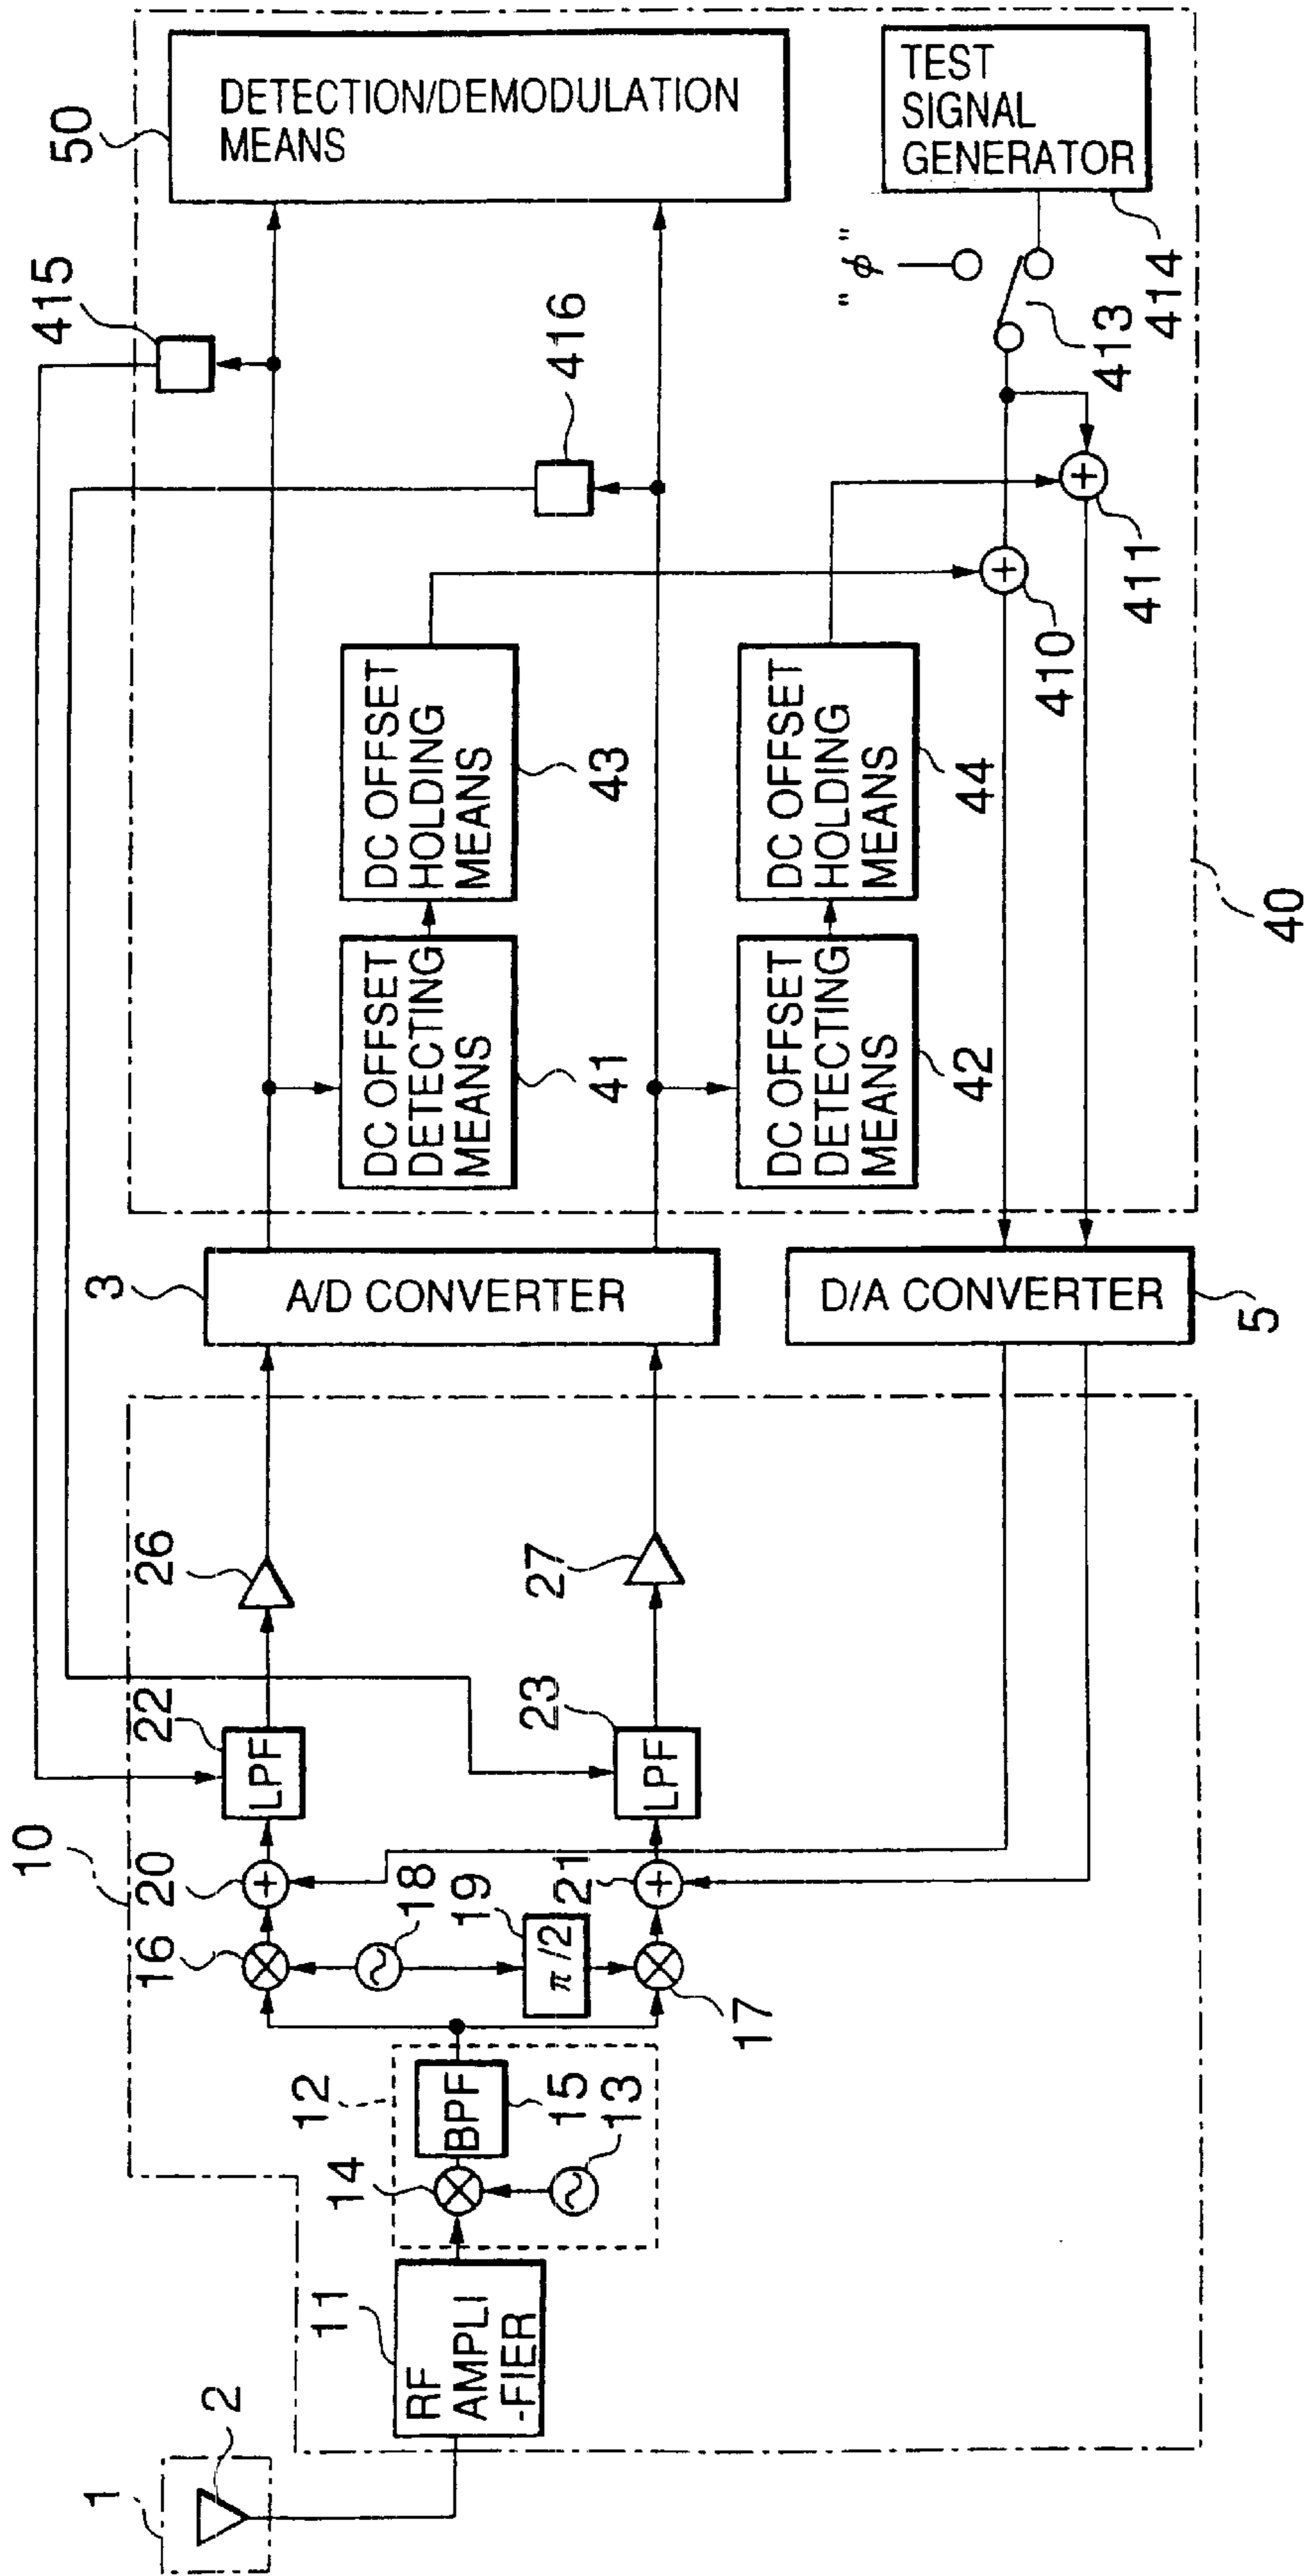 1
2
10
11
RF
AMPLI
-FIER
12
14
BPF
15
13
16
20
22
LPF
26
18
19
π/2
17
21
23
LPF
27
3
A/D CONVERTER
D/A CONVERTER
5
DC OFFSET
DETECTING
MEANS
41
DC OFFSET
HOLDING
MEANS
43
DC OFFSET
DETECTING
MEANS
42
DC OFFSET
HOLDING
MEANS
44
40
410
411
415
416
50
DETECTION/DEMODULATION
MEANS
"φ"
413
414
TEST
SIGNAL
GENERATOR